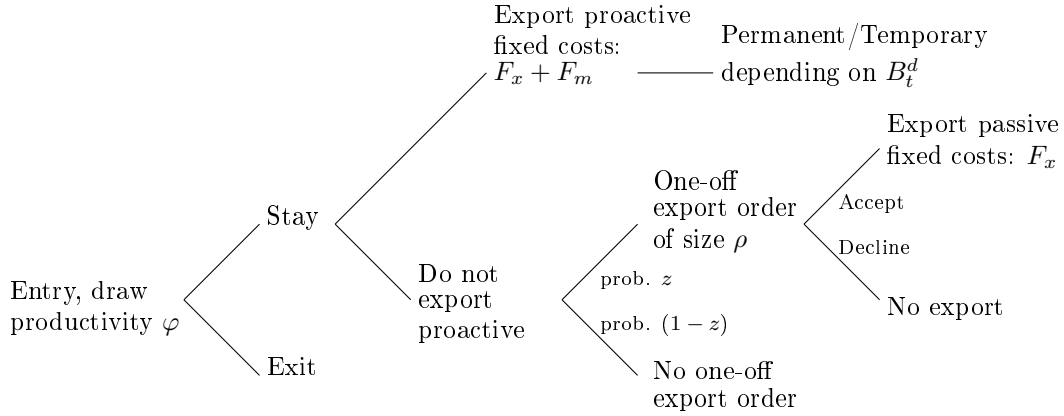 Export proactive
fixed costs:
$F_x + F_m$
Permanent/Temporary
depending on $B_t^d$
Export passive
fixed costs: $F_x$
One-off
export order
of size $\rho$
Accept
Decline
Stay
Do not
export
proactive
prob. $z$
prob. $(1 - z)$
No export
Entry, draw
productivity $\varphi$
Exit
No one-off
export order